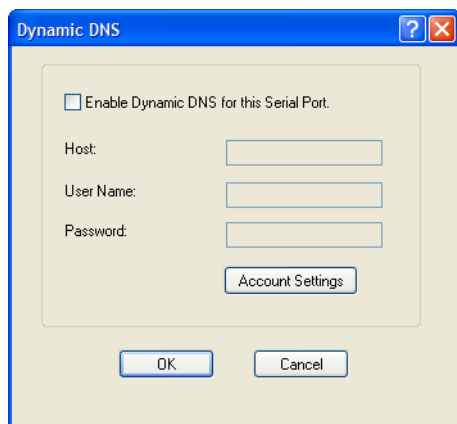 Dynamic DNS
Enable Dynamic DNS for this Serial Port.
Host:
User Name:
Password:
Account Settings
OK Cancel